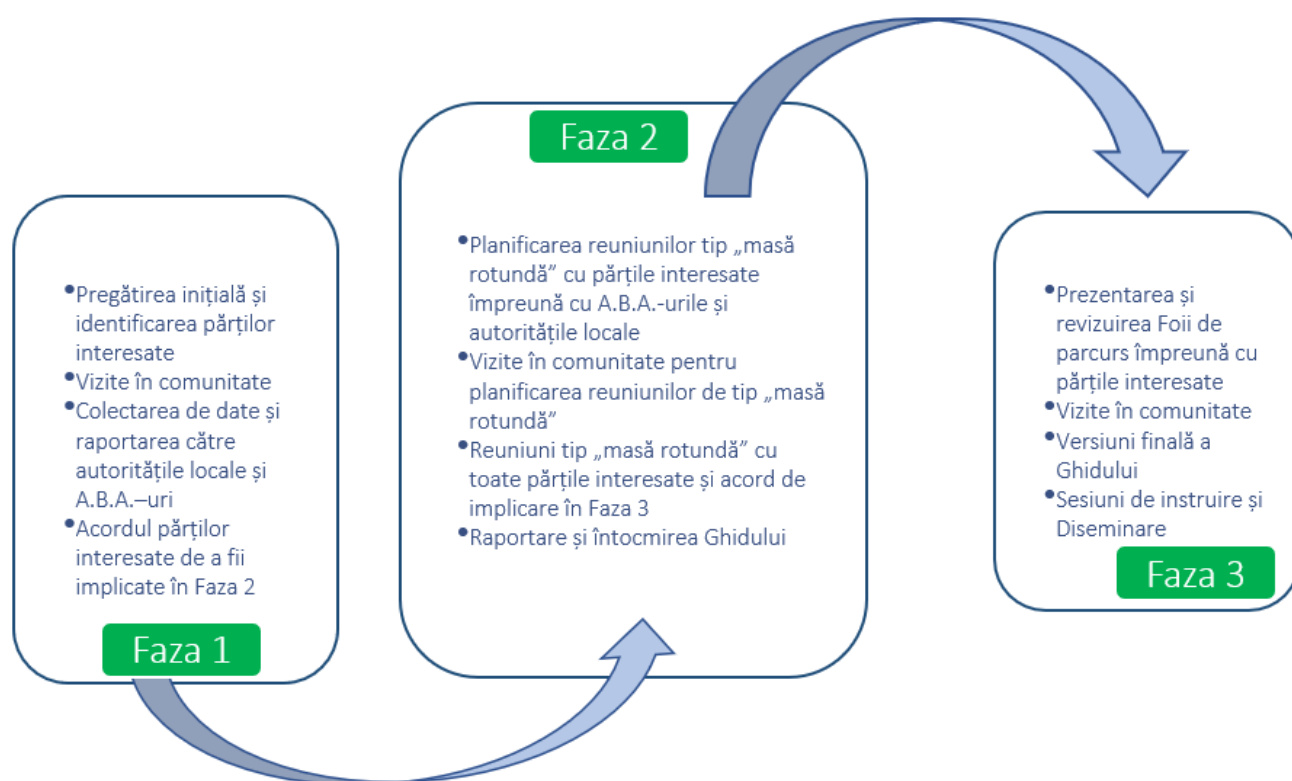 Pregătirea inițială și
identificarea părților
interesate
Vizite în comunitate
Colectarea de date și
raportarea către
autoritățile locale și
A.B.A.–uri
Acordul părților
interesate de a fii
implicate în Faza 2
Faza 1
Faza 2
Planificarea reuniunilor tip „masă
rotundă” cu părțile interesate
împreună cu A.B.A.-urile și
autoritățile locale
Vizite în comunitate pentru
planificarea reuniunilor de tip „masă
rotundă”
Reuniuni tip „masă rotundă” cu
toate părțile interesate și acord de
implicare în Faza 3
Raportare și întocmirea Ghidului
Prezentarea și
revizuirea Foii de
parcurs împreună cu
părțile interesate
Vizite în comunitate
Versiuni finală a
Ghidului
Sesiuni de instruire și
Diseminare
Faza 3